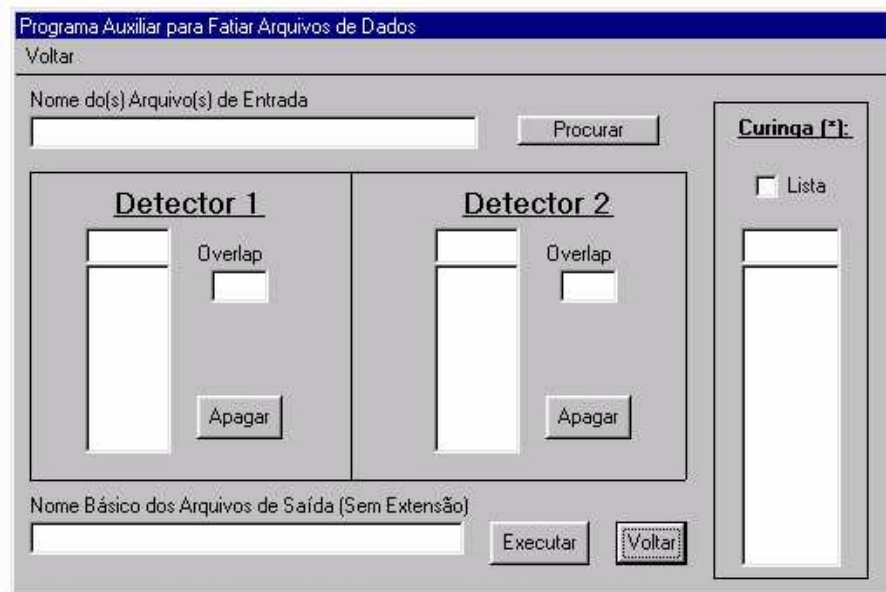 Programa Auxiliar para Fatiar Arquivos de Dados
Voltar
Nome do(s) Arquivo(s) de Entrada
Procurar
Curinga (*):
Lista
Detector 1
Overlap
Apagar
Detector 2
Overlap
Apagar
Nome Básico dos Arquivos de Saída (Sem Extensão)
Executar
Voltar